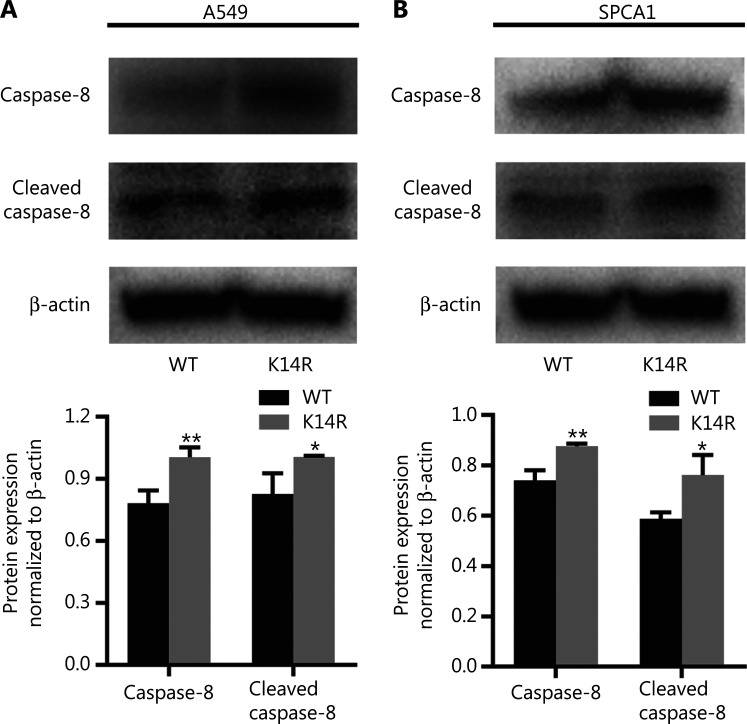 A
A549
Caspase-8
Cleaved
caspase-8
β-actin
WT K14R
WT
K14R
Protein expression
normalized to β-actin
1.2
0.9
0.6
0.3
0.0
**
*
Caspase-8
Cleaved
caspase-8
B
SPCA1
Caspase-8
Cleaved
caspase-8
β-actin
WT K14R
WT
K14R
Protein expression
normalized to β-actin
1.0
0.8
0.6
0.4
0.2
0.0
**
*
Caspase-8
Cleaved
caspase-8